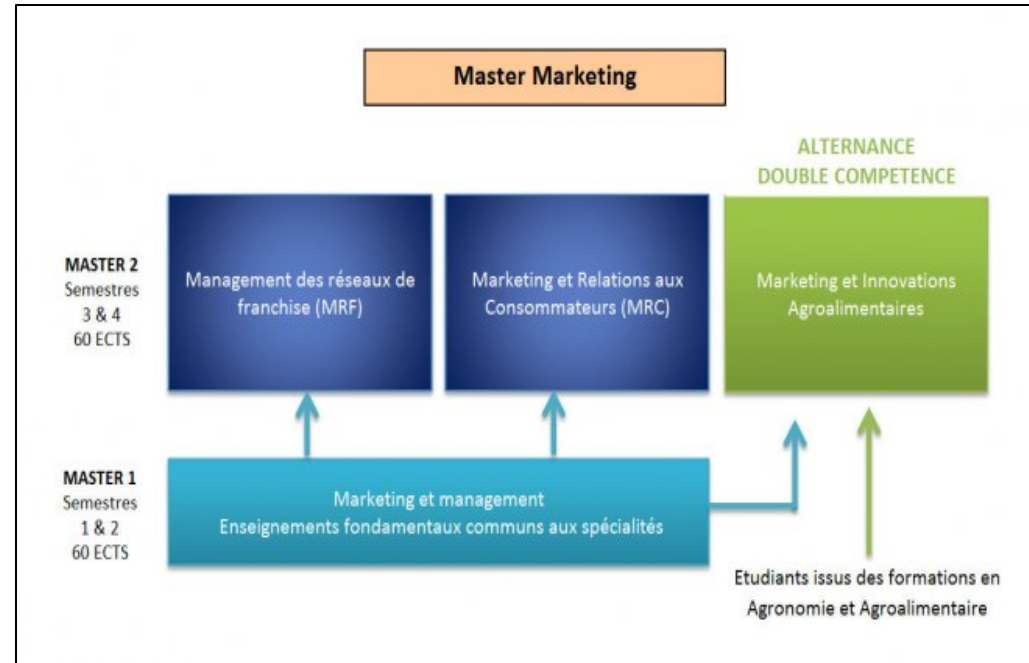 Master Marketing
ALTERNANCE
DOUBLE COMPETENCE
MASTER 2
Semestres
3 & 4
60 ECTS
Management des réseaux de
franchise (MRF)
Marketing et Relations aux
Consommateurs (MRC)
Marketing et Innovations
Agroalimentaires
MASTER 1
Semestres
1 & 2
60 ECTS
Marketing et management
Enseignements fondamentaux communs aux spécialités
Etudiants issus des formations en
Agronomie et Agroalimentaire